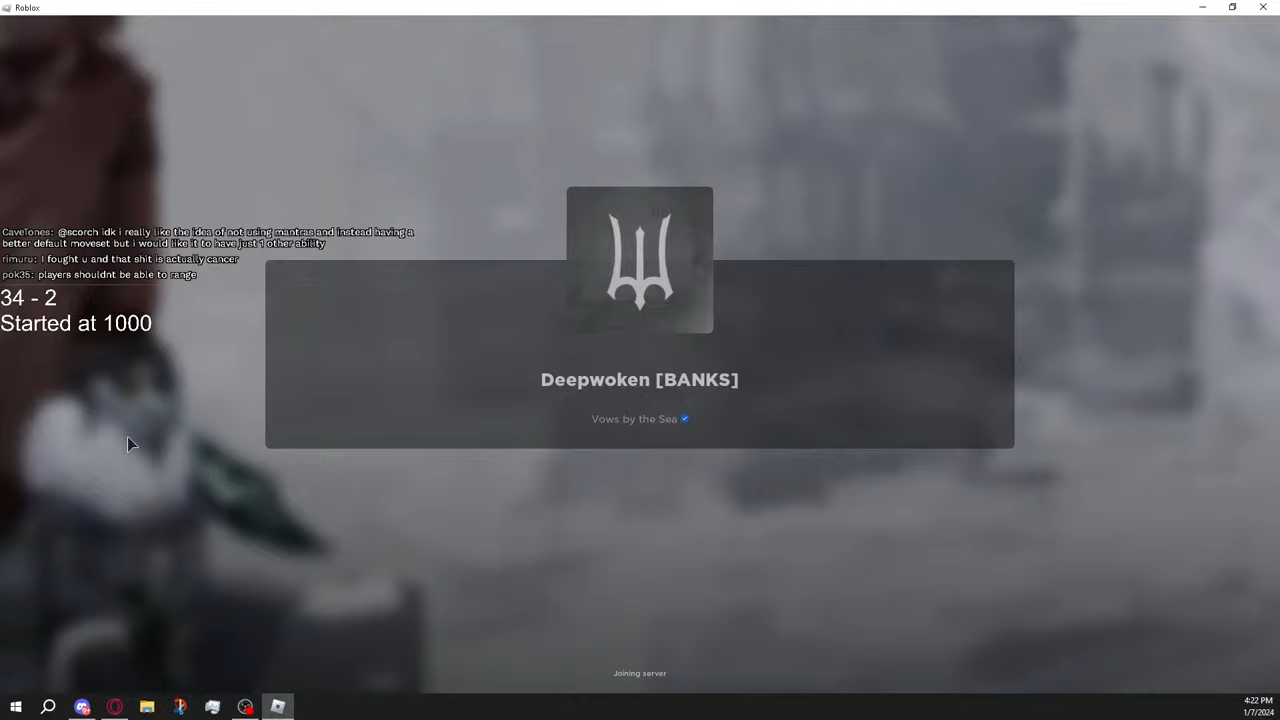 Roblox
CaveTones: @scorch idk i really like the idea of not using mantras and instead having a
better default moveset but i would like it to have just 1 other ability
rimuru: I fought u and that shit is actually cancer
pok35: players shouldnt be able to range
34 - 2
Started at 1000
Deepwoken [BANKS]
Vows by the Sea
Joining server
4:22 PM
1/7/2024